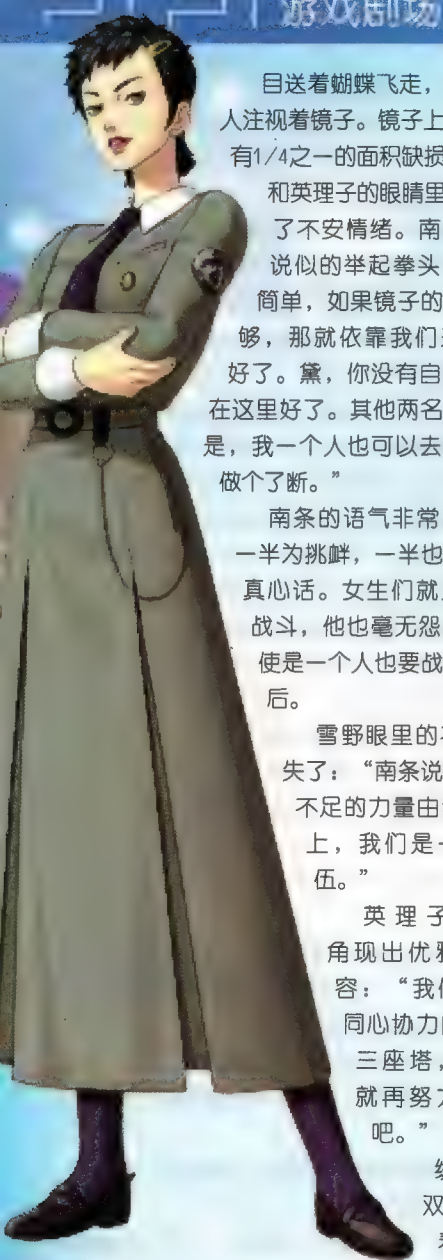 游戏剧场
目送着蝴蝶飞走，
人注视着镜子。镜子上
有1/4之一的面积缺损
和英理子的眼睛里
了不安情绪。南
说似的举起拳头
简单，如果镜子的
够，那就依靠我们
好了。黛，你没有自
在这里好了。其他两名
是，我一个人也可以去
做个了断。”
南条的语气非常
一半为挑衅，一半也
真心话。女生们就
战斗，他也毫无怨
使是一个人也要战
后。
雪野眼里的
失了：“南条说
不足的力量由
上，我们是一
伍。”
英理子
角现出优雅
容：“我们
同心协力
三座塔，
就再努力
吧。”
双